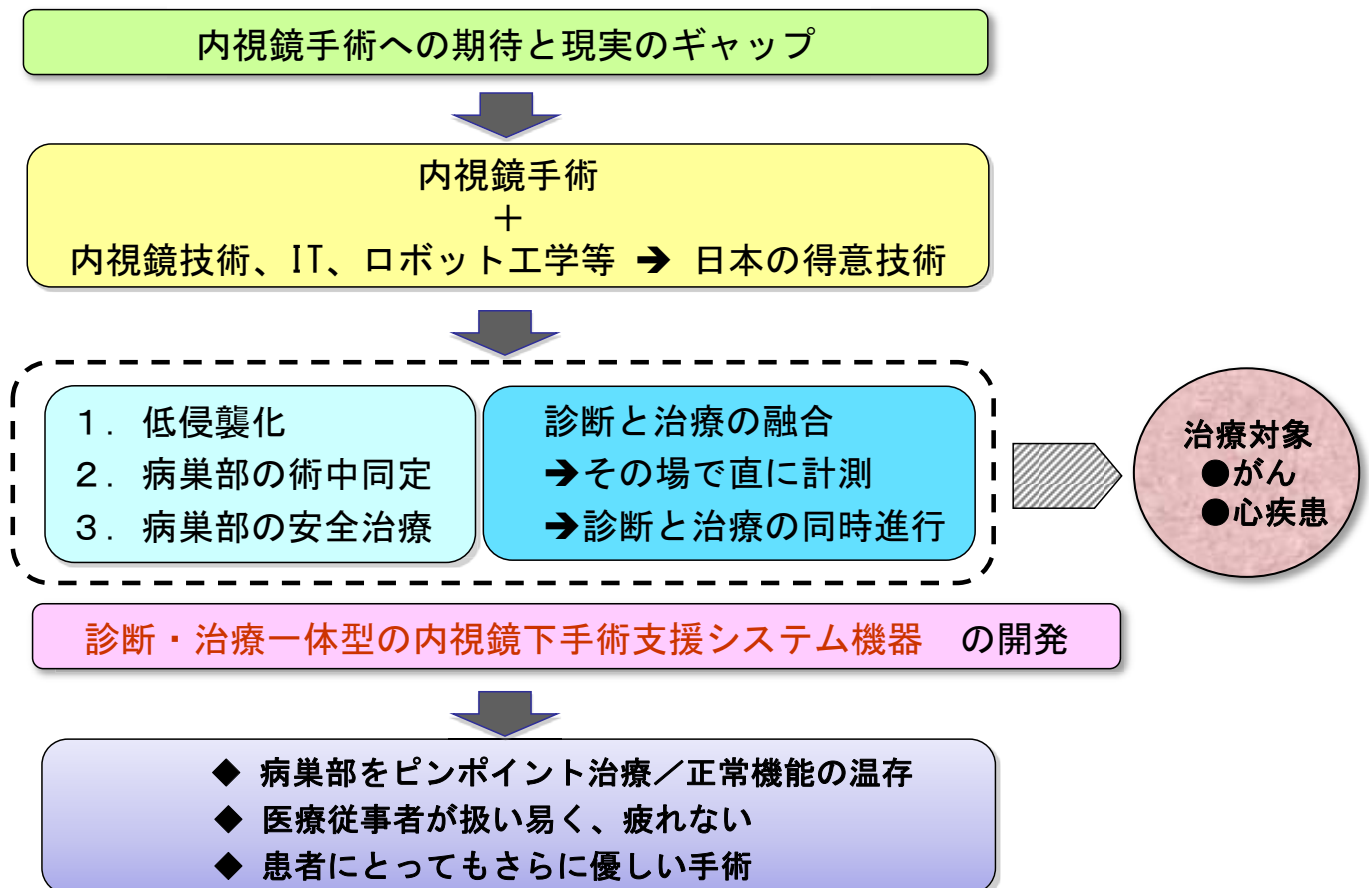 内視鏡手術への期待と現実のギャップ
内視鏡手術
＋
内視鏡技術、IT、ロボット工学等 ➔ 日本の得意技術
１．低侵襲化
２．病巣部の術中同定
３．病巣部の安全治療
診断と治療の融合
➔その場で直に計測
➔診断と治療の同時進行
治療対象
●がん
●心疾患
診断・治療一体型の内視鏡下手術支援システム機器　の開発
◆ 病巣部をピンポイント治療／正常機能の温存
◆ 医療従事者が扱い易く、疲れない
◆ 患者にとってもさらに優しい手術